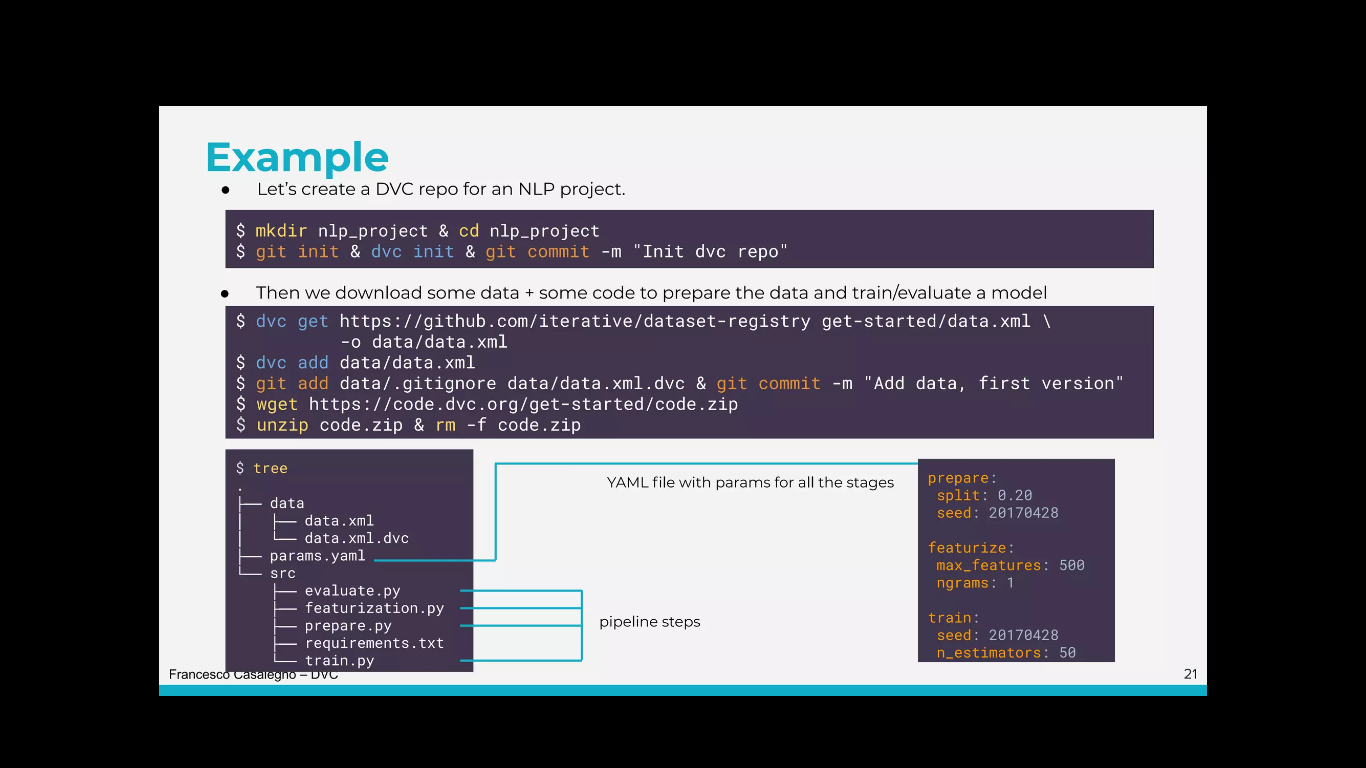 Example
● Let's create a DVC repo for an NLP project.
$ mkdir nlp_project & cd nlp_project
$ git init & dvc init & git commit -m "Init dvc repo"
● Then we download some data + some code to prepare the data and train/evaluate a model
$ dvc get https://github.com/iterative/dataset-registry get-started/data.xml \
-o data/data.xml
$ dvc add data/data.xml
$ git add data/.gitignore data/data.xml.dvc & git commit -m "Add data, first version"
$ wget https://code.dvc.org/get-started/code.zip
$ unzip code.zip & rm -f code.zip
$ tree
.
├── data
│   ├── data.xml
│   └── data.xml.dvc
├── params.yaml
└── src
    ├── evaluate.py
    ├── featurization.py
    ├── prepare.py
    ├── requirements.txt
    └── train.py
YAML file with params for all the stages
pipeline steps
prepare:
 split: 0.20
 seed: 20170428
featurize:
 max_features: 500
 ngrams: 1
train:
 seed: 20170428
 n_estimators: 50
Francesco Casalegno – DVC
21